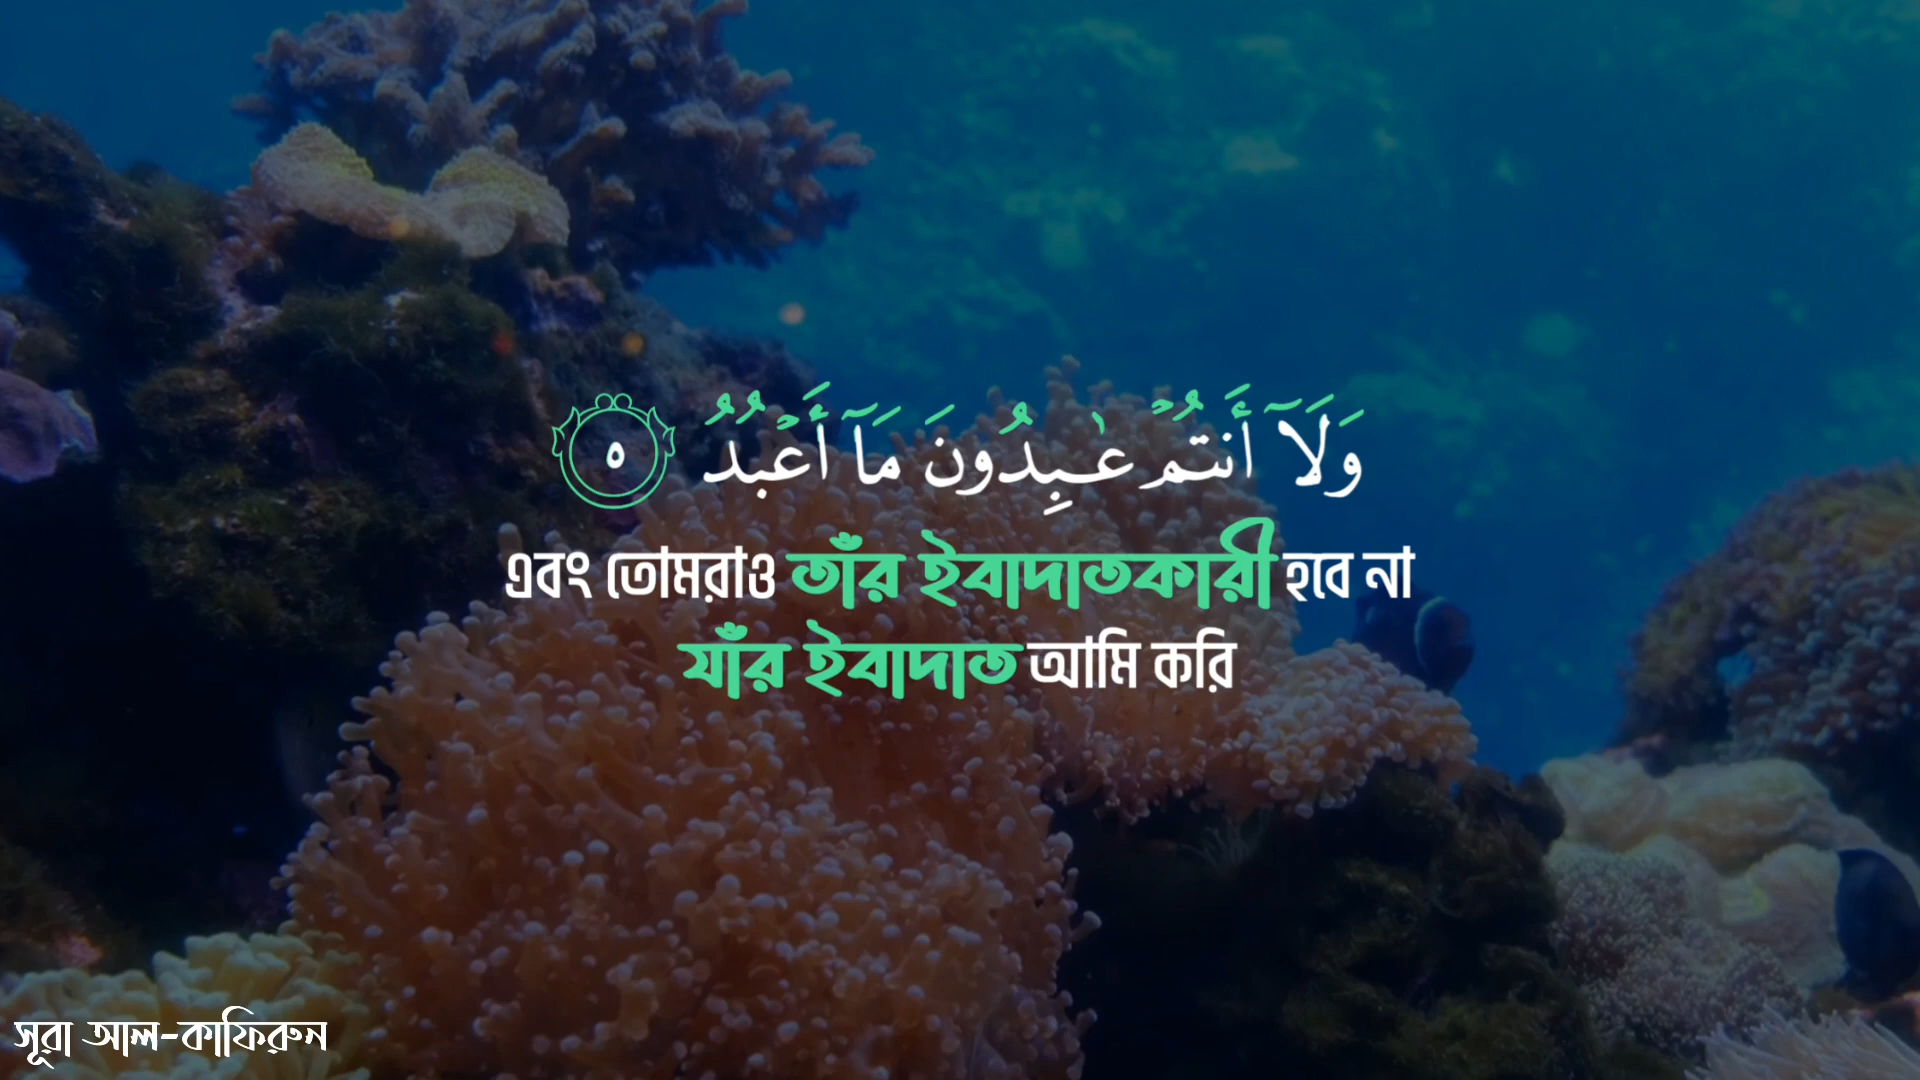 وَلَآ أَنتُمْ عَـٰبِدُونَ مَآ أَعْبُدُ ٥
এবং তোমরাও তাঁর ইবাদাতকারী হবে না
যাঁর ইবাদাত আমি করি
সূরা আল-কাফিরুন